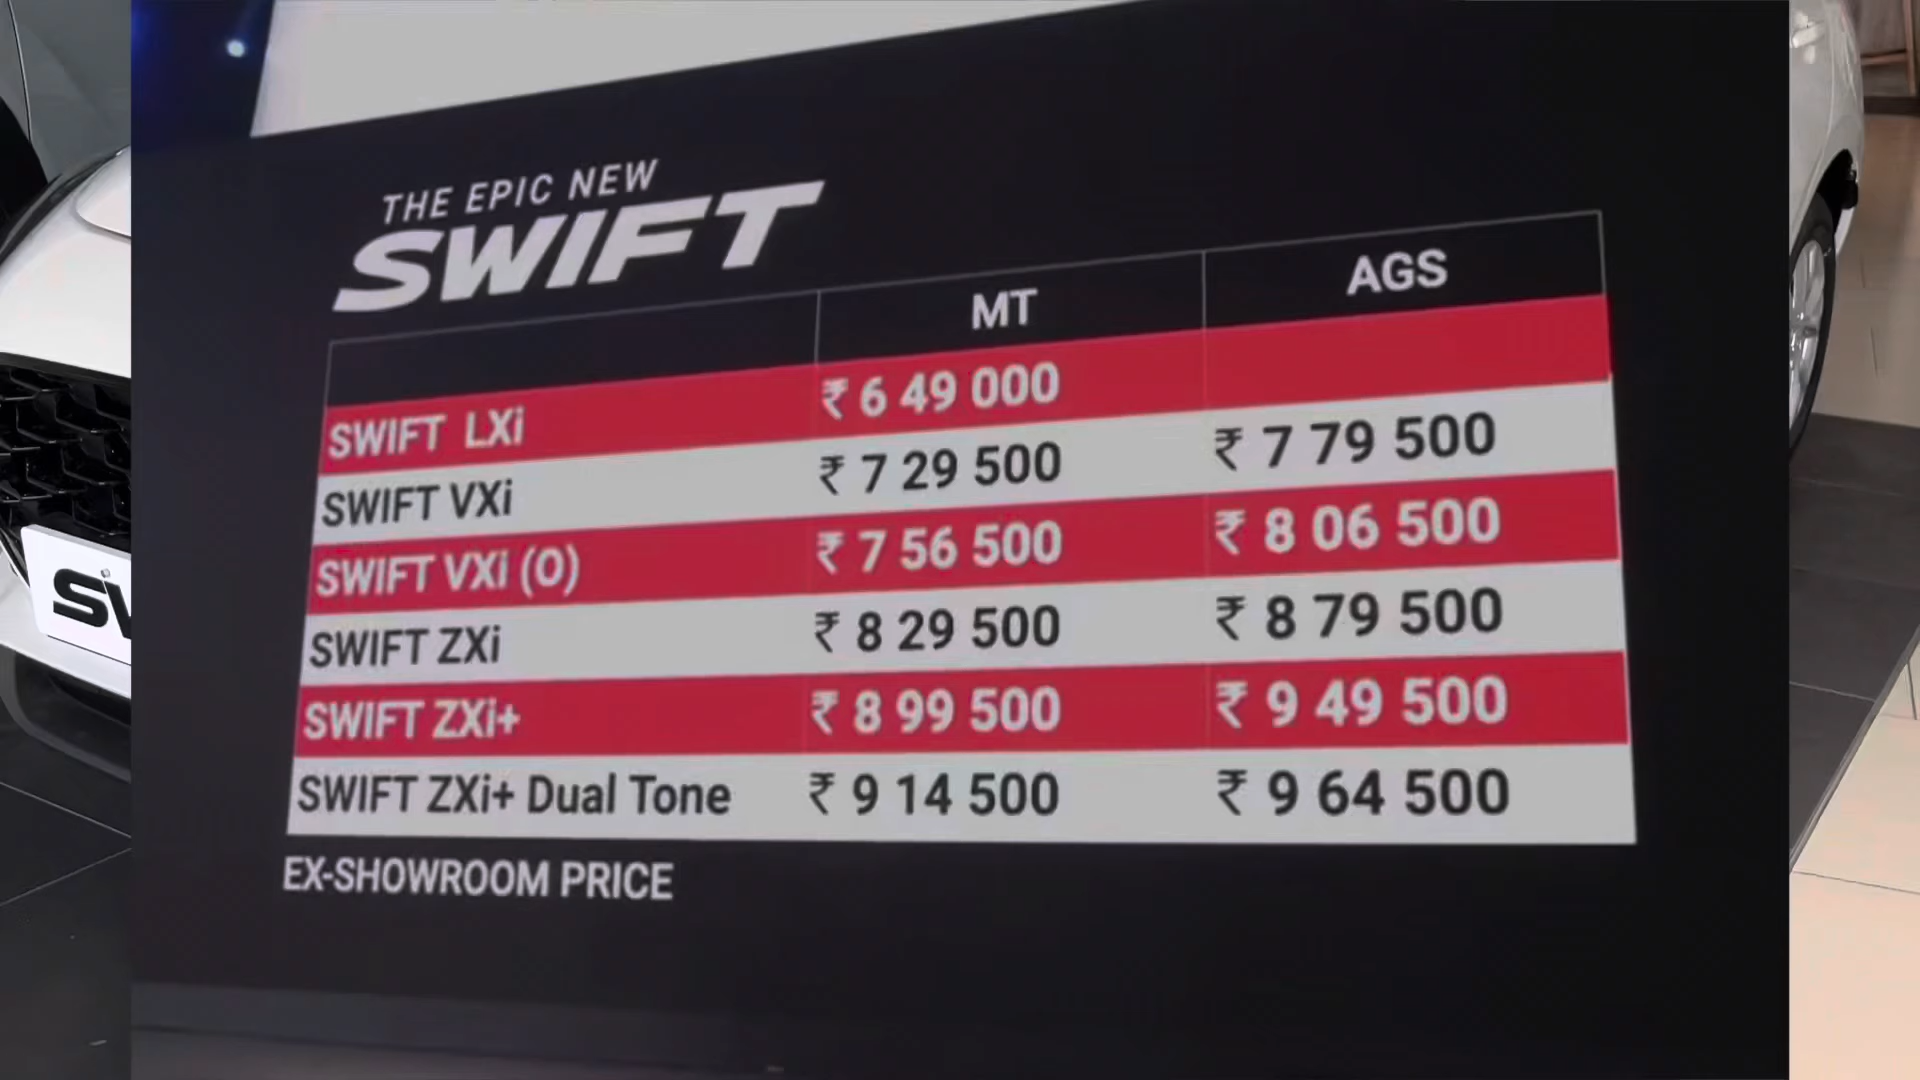 THE EPIC NEW
SWIFT
MT AGS
SWIFT LXi ₹ 6 49 000
SWIFT VXi ₹ 7 29 500 ₹ 7 79 500
SWIFT VXi (O) ₹ 7 56 500 ₹ 8 06 500
SWIFT ZXi ₹ 8 29 500 ₹ 8 79 500
SWIFT ZXi+ ₹ 8 99 500 ₹ 9 49 500
SWIFT ZXi+ Dual Tone ₹ 9 14 500 ₹ 9 64 500
EX-SHOWROOM PRICE